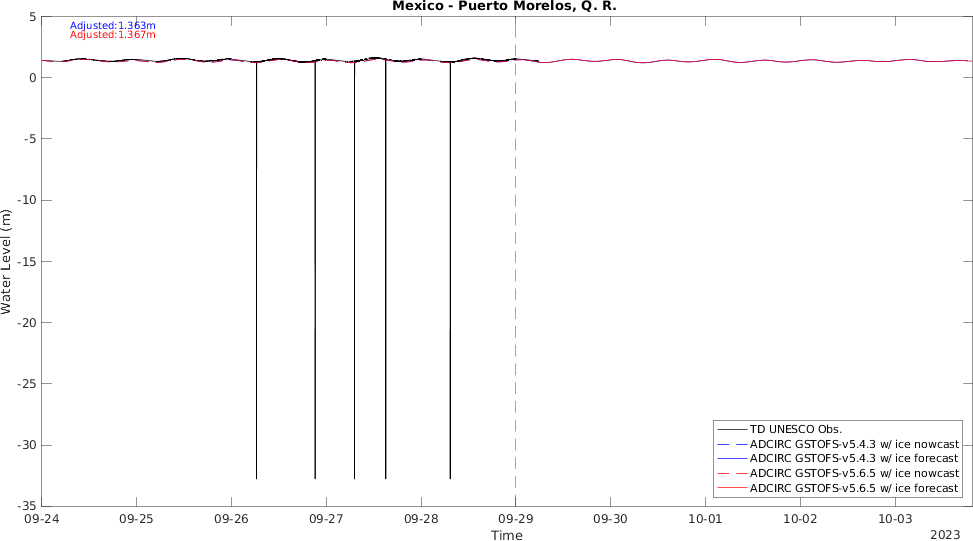 Mexico - Puerto Morelos, Q. R.
Adjusted:1.363m
Adjusted:1.367m
5
0
-5
-10
-15
-20
-25
-30
-35
Water Level (m)
TD UNESCO Obs.
ADCIRC GSTOFS-v5.4.3 w/ ice nowcast
ADCIRC GSTOFS-v5.4.3 w/ ice forecast
ADCIRC GSTOFS-v5.6.5 w/ ice nowcast
ADCIRC GSTOFS-v5.6.5 w/ ice forecast
09-24 09-25 09-26 09-27 09-28 09-29 09-30 10-01 10-02 10-03
Time
2023